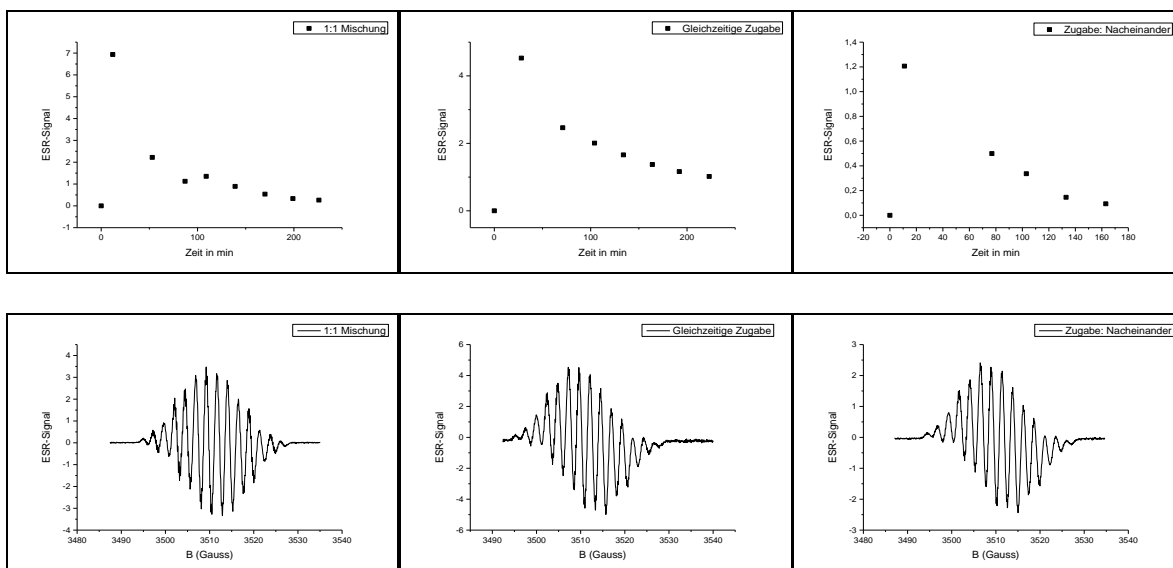 1:1 Mischung
7
6
5
4
3
2
1
0
-1
ESR-Signal
0
100
200
Zeit in min
Gleichzeitige Zugabe
4
2
0
ESR-Signal
0
100
200
Zeit in min
Zugabe: Nacheinander
1,4
1,2
1,0
0,8
0,6
0,4
0,2
0,0
ESR-Signal
-20 0 20 40 60 80 100 120 140 160 180
Zeit in min
1:1 Mischung
4
3
2
1
0
-1
-2
-3
-4
ESR-Signal
3480 3490 3500 3510 3520 3530 3540
B (Gauss)
Gleichzeitige Zugabe
6
4
2
0
-2
-4
-6
ESR-Signal
3490 3500 3510 3520 3530 3540
B (Gauss)
Zugabe: Nacheinander
3
2
1
0
-1
-2
-3
ESR-Signal
3480 3490 3500 3510 3520 3530 3540
B (Gauss)